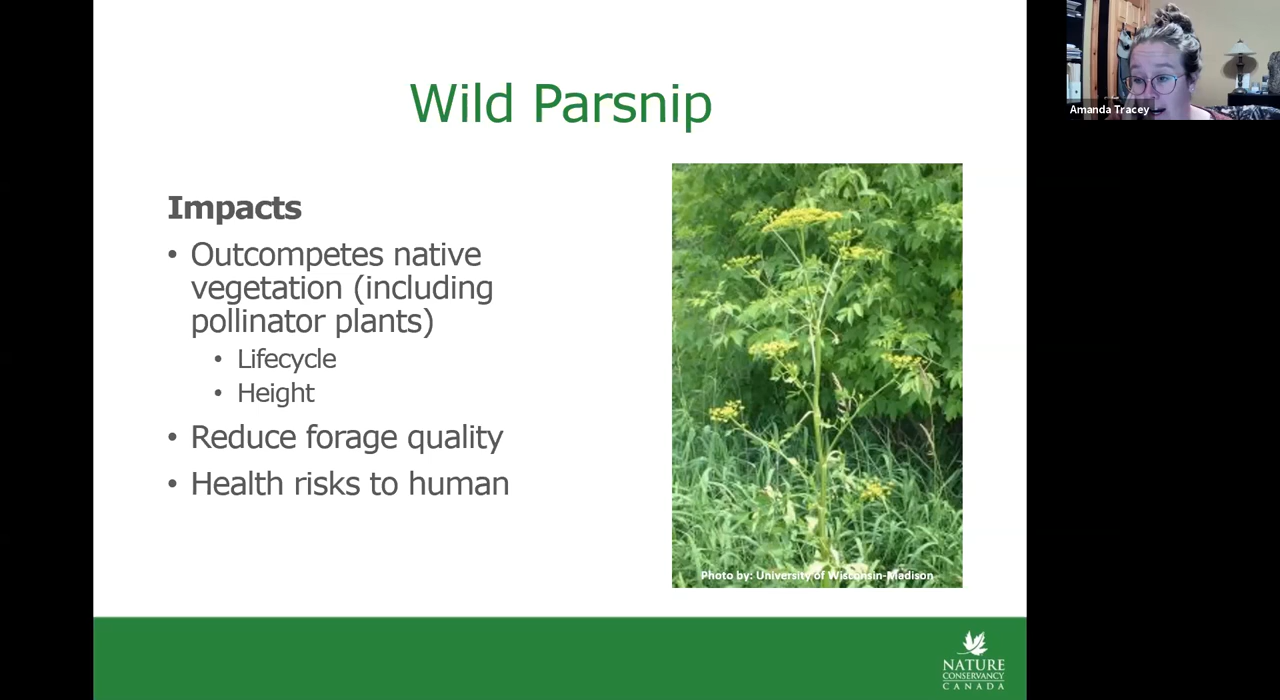 Wild Parsnip
Impacts
• Outcompetes native
vegetation (including
pollinator plants)
• Lifecycle
• Height
• Reduce forage quality
• Health risks to human
Photo by: University of Wisconsin-Madison
NATURE
CONSERVANCY
CANADA
Amanda Tracey